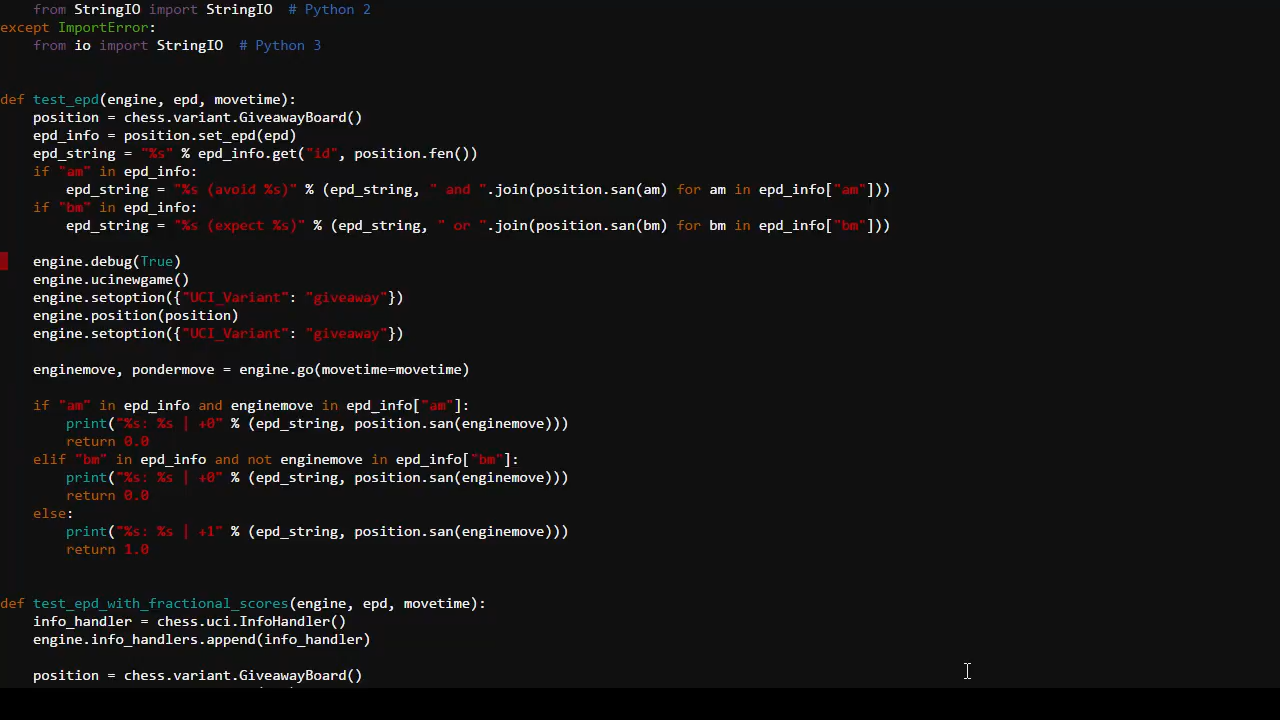 from StringIO import StringIO  # Python 2
except ImportError:
    from io import StringIO  # Python 3
def test_epd(engine, epd, movetime):
    position = chess.variant.GiveawayBoard()
    epd_info = position.set_epd(epd)
    epd_string = "%s" % epd_info.get("id", position.fen())
    if "am" in epd_info:
        epd_string = "%s (avoid %s)" % (epd_string, " and ".join(position.san(am) for am in epd_info["am"]))
    if "bm" in epd_info:
        epd_string = "%s (expect %s)" % (epd_string, " or ".join(position.san(bm) for bm in epd_info["bm"]))
    engine.debug(True)
    engine.ucinewgame()
    engine.setoption({"UCI_Variant": "giveaway"})
    engine.position(position)
    engine.setoption({"UCI_Variant": "giveaway"})
    enginemove, pondermove = engine.go(movetime=movetime)
    if "am" in epd_info and enginemove in epd_info["am"]:
        print("%s: %s | +0" % (epd_string, position.san(enginemove)))
        return 0.0
    elif "bm" in epd_info and not enginemove in epd_info["bm"]:
        print("%s: %s | +0" % (epd_string, position.san(enginemove)))
        return 0.0
    else:
        print("%s: %s | +1" % (epd_string, position.san(enginemove)))
        return 1.0
def test_epd_with_fractional_scores(engine, epd, movetime):
    info_handler = chess.uci.InfoHandler()
    engine.info_handlers.append(info_handler)
    position = chess.variant.GiveawayBoard()